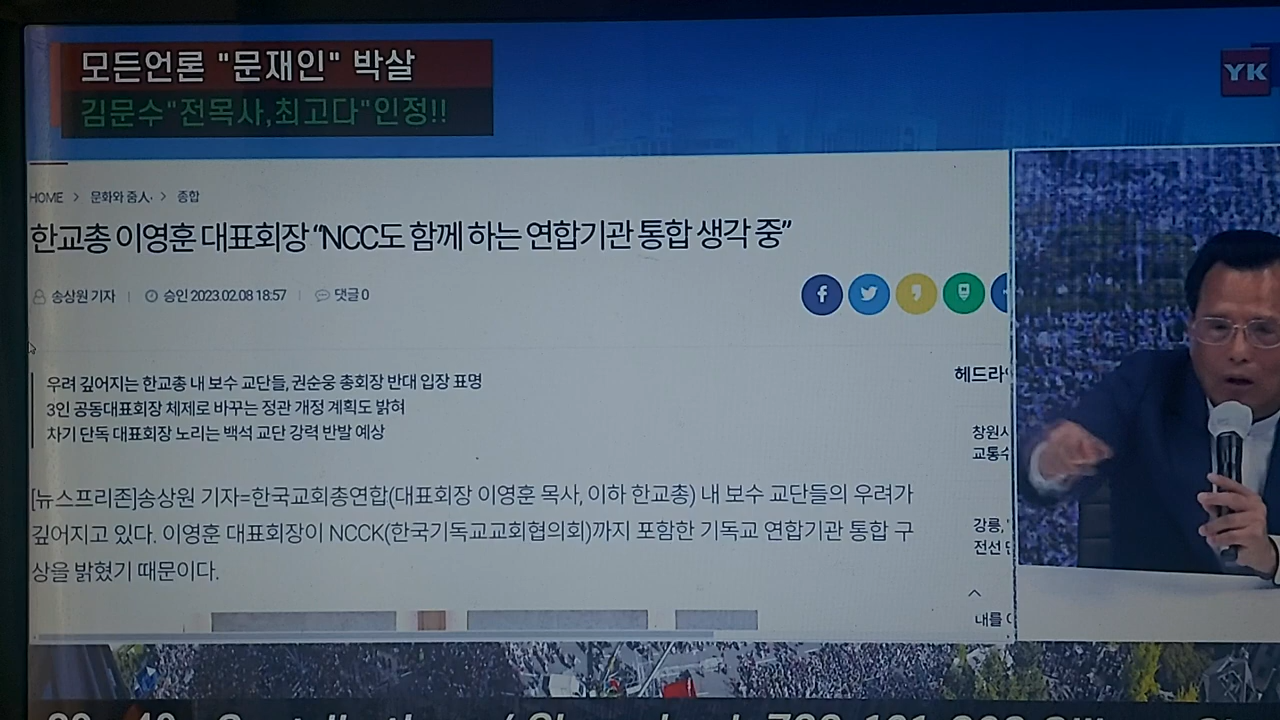 모든언론 "문재인" 박살
김문수"전목사,최고다"인정!!
YK
HOME > 문화와 줌人· > 종합
한교총 이영훈 대표회장 “NCC도 함께 하는 연합기관 통합 생각 중”
송상원 기자 | 승인 2023.02.08 18:57 | 댓글 0
우려 깊어지는 한교총 내 보수 교단들, 권순웅 총회장 반대 입장 표명
3인 공동대표회장 체제로 바꾸는 정관 개정 계획도 밝혀
차기 단독 대표회장 노리는 백석 교단 강력 반발 예상
헤드라
창원시
교통수
[뉴스프리존]송상원 기자=한국교회총연합(대표회장 이영훈 목사, 이하 한교총) 내 보수 교단들의 우려가
깊어지고 있다. 이영훈 대표회장이 NCCK(한국기독교교회협의회)까지 포함한 기독교 연합기관 통합 구
상을 밝혔기 때문이다.
강릉,
전선
내를